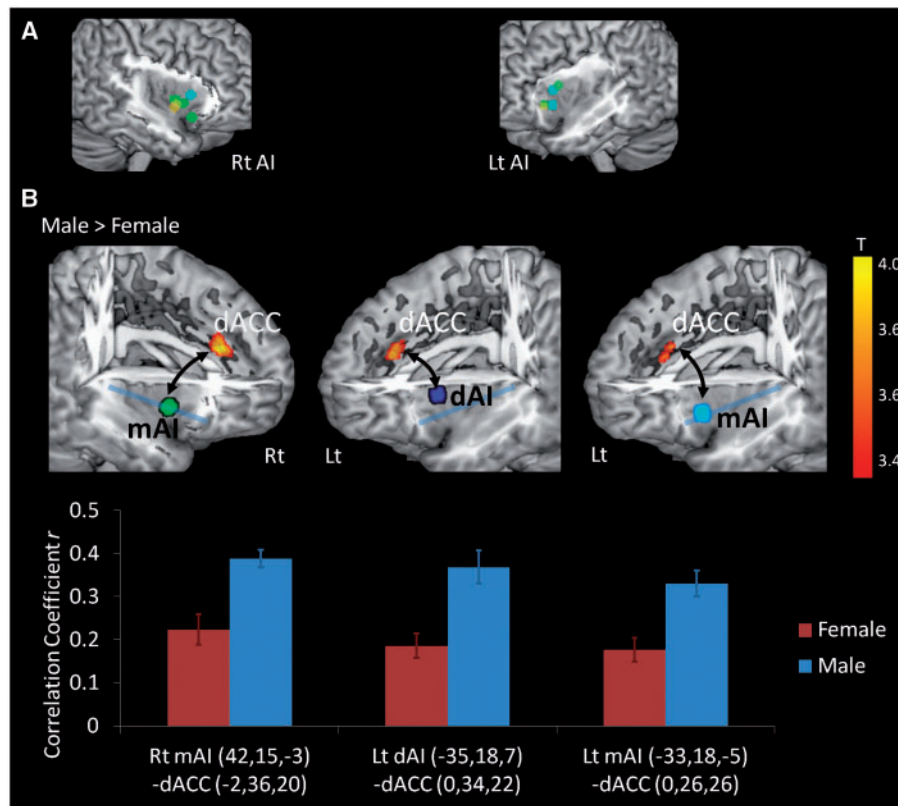 A
Rt AI
Lt AI
B
Male > Female
T
4.0
3.6
3.6
3.4
dACC
dACC
dACC
mAI
dAI
mAI
Rt
Lt
Lt
Correlation Coefficient r
0.5
0.4
0.3
0.2
0.1
0
Female
Male
Rt mAI (42,15,-3)
-dACC (-2,36,20)
Lt dAI (-35,18,7)
-dACC (0,34,22)
Lt mAI (-33,18,-5)
-dACC (0,26,26)